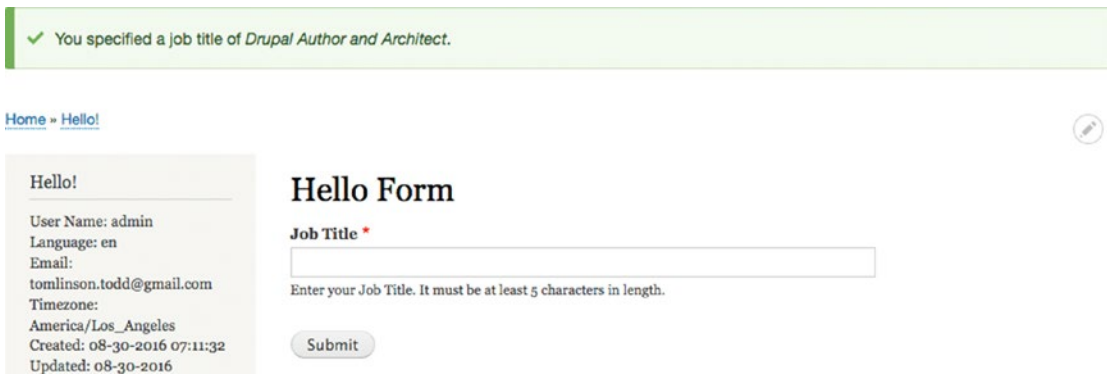 You specified a job title of Drupal Author and Architect.
Home » Hello!
Hello!
User Name: admin
Language: en
Email:
tomlinson.todd@gmail.com
Timezone:
America/Los_Angeles
Created: 08-30-2016 07:11:32
Updated: 08-30-2016
Hello Form
Job Title *
Enter your Job Title. It must be at least 5 characters in length.
Submit